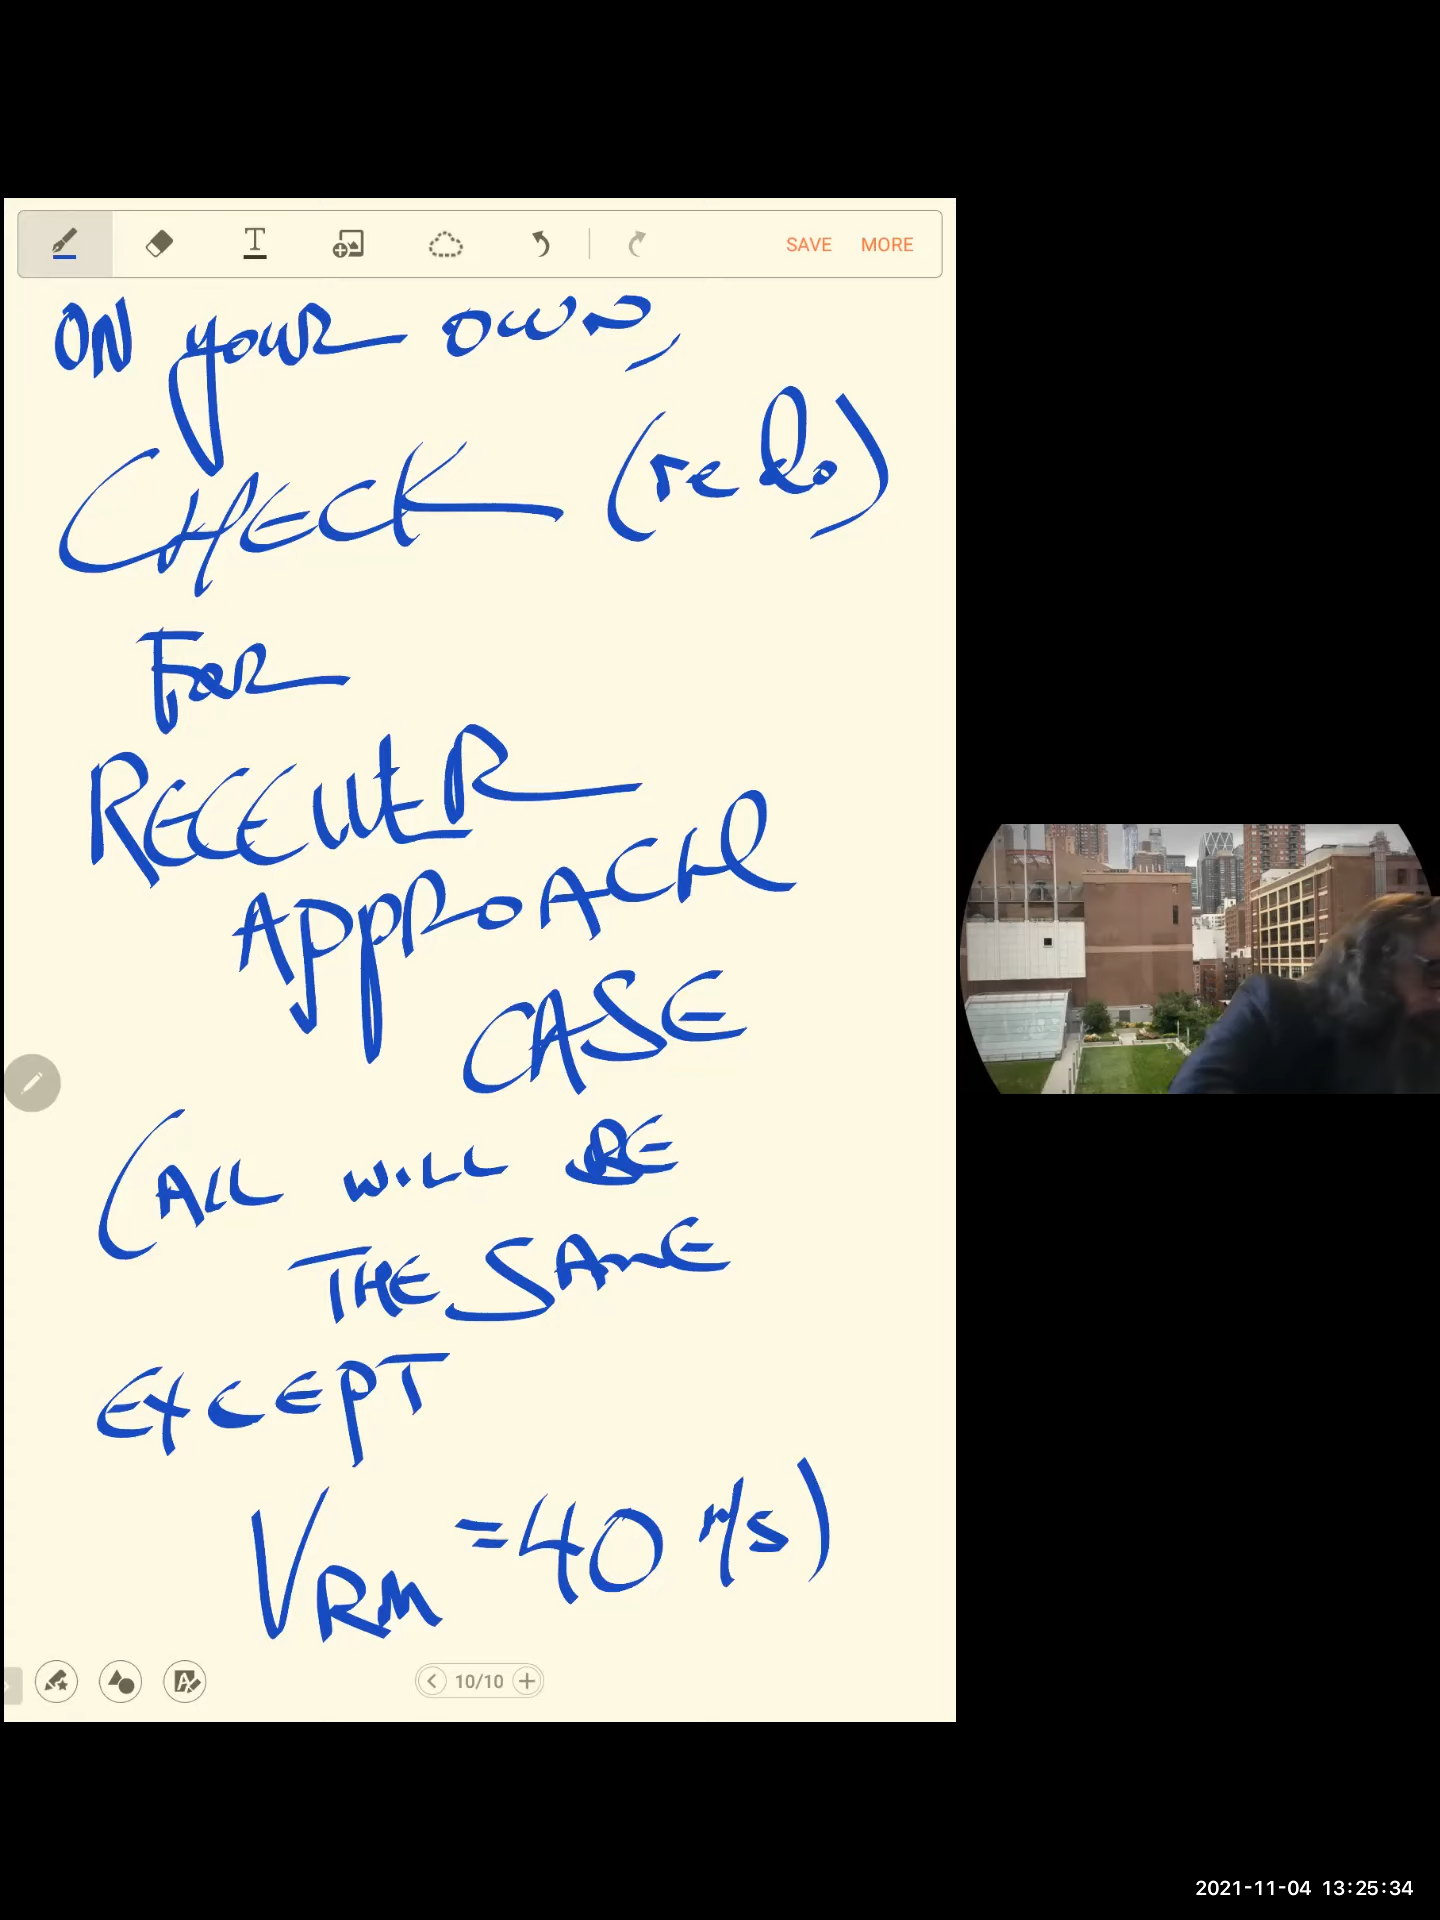 T
SAVE MORE
ON your own,
CHECK (redo)
FOR
RECEIVER
APPROACH
CASE
(ALL WILL BE
THE SAME
EXCEPT
VRM = 40 m/s)
10/10
2021-11-04 13:25:34